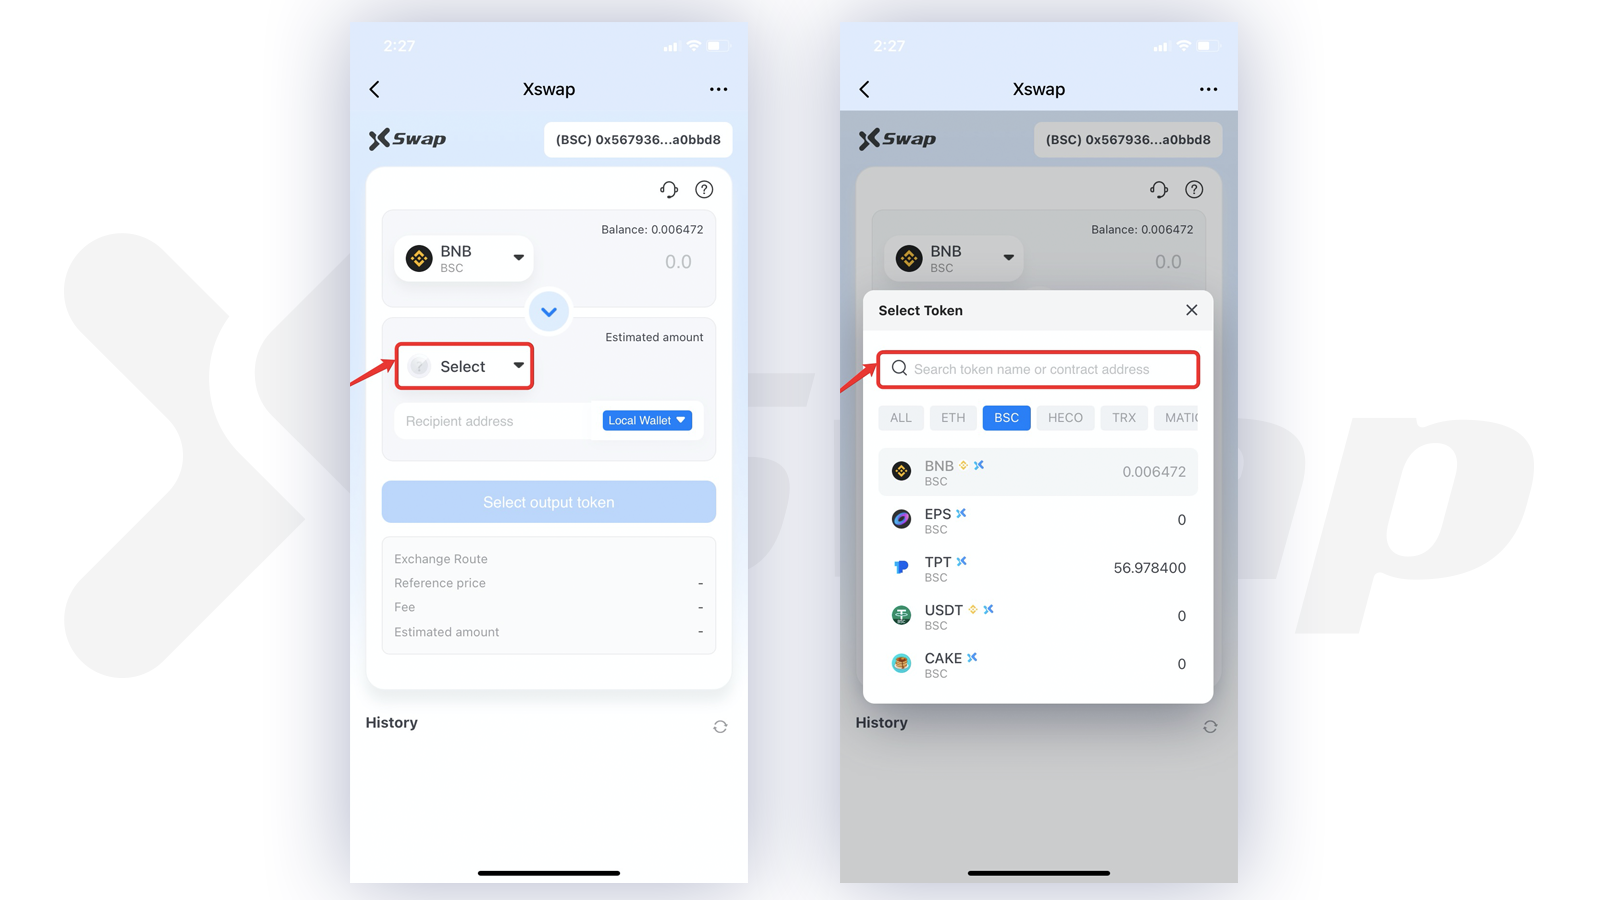 2:27
Xswap
Swap
(BSC) 0x567936...a0bbd8
Balance: 0.006472
BNB
BSC
0.0
Estimated amount
Select
Recipient address
Local Wallet
Select output token
Exchange Route
Reference price -
Fee -
Estimated amount -
History
2:27
Xswap
Swap
(BSC) 0x567936...a0bbd8
Balance: 0.006472
BNB
BSC
0.0
Select Token
Search token name or contract address
ALL ETH BSC HECO TRX MATIC
BNB
BSC
0.006472
EPS
BSC
0
TPT
BSC
56.978400
USDT
BSC
0
CAKE
BSC
0
History